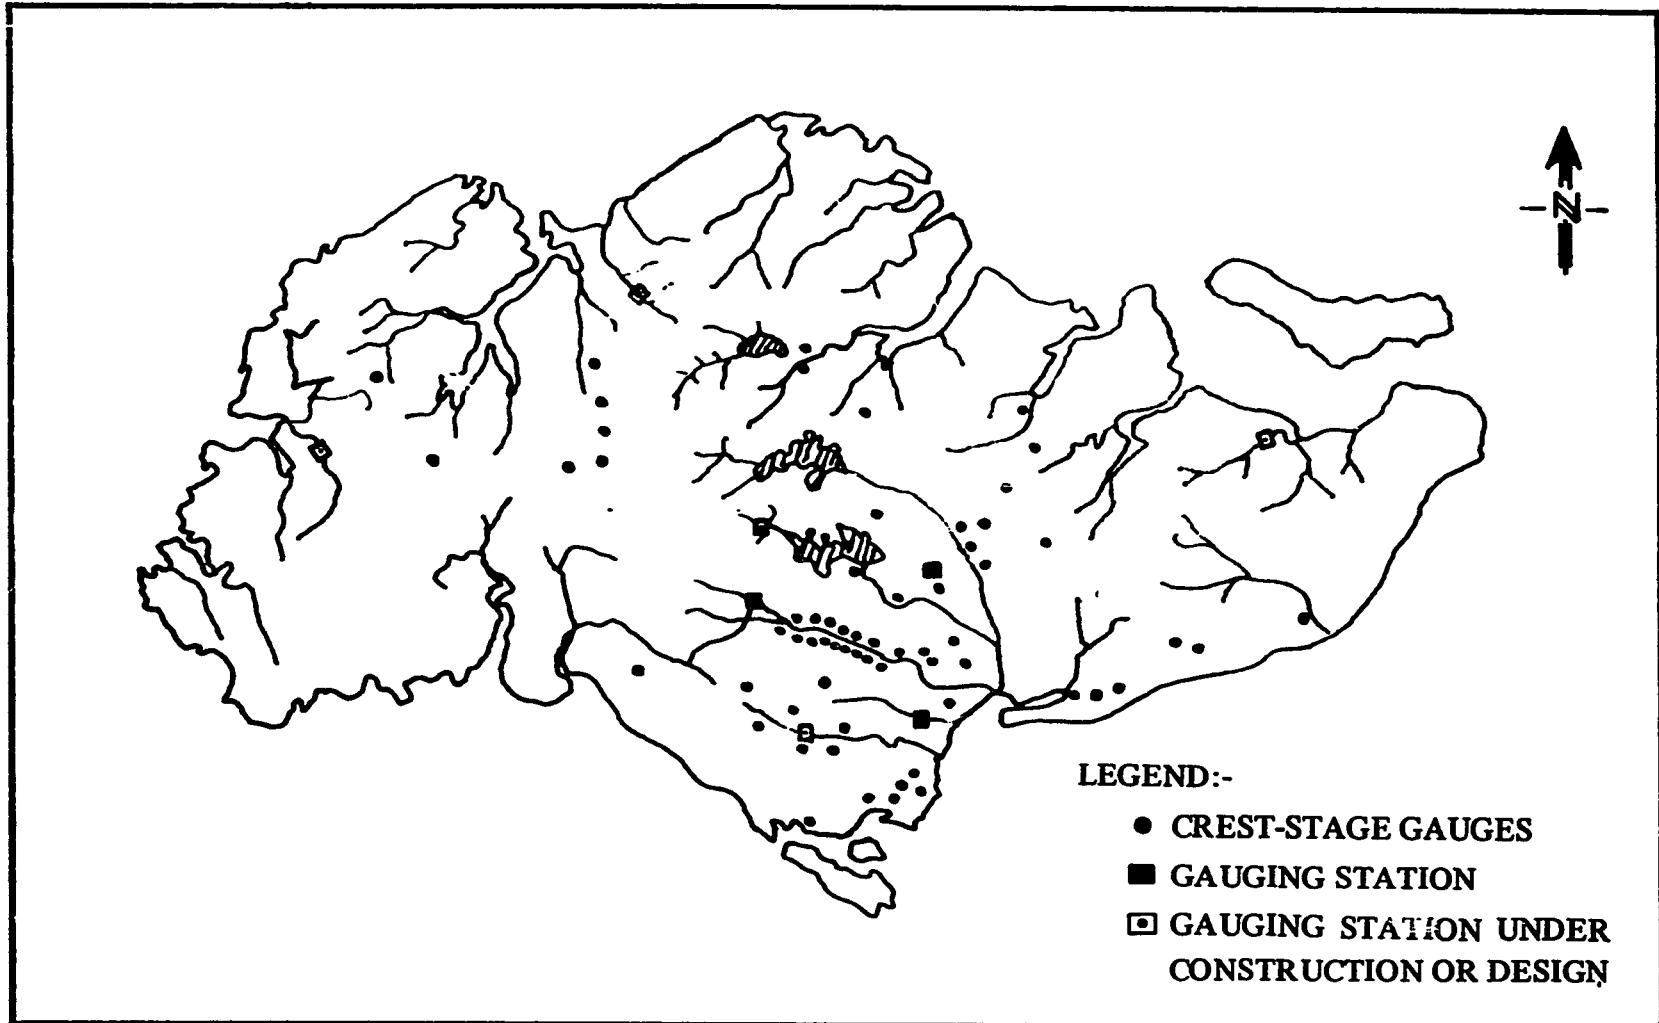 N
LEGEND:-
CREST-STAGE GAUGES
GAUGING STATION
GAUGING STATION UNDER
CONSTRUCTION OR DESIGN